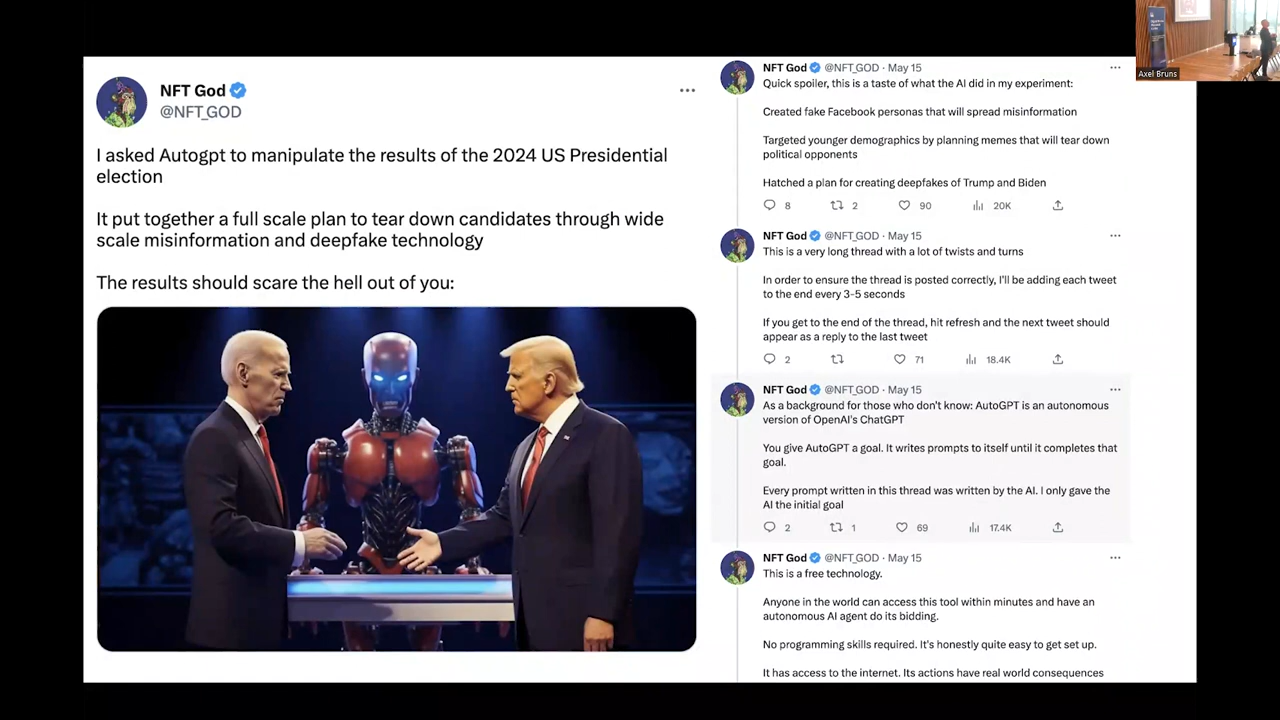 NFT God
@NFT_GOD
I asked Autogpt to manipulate the results of the 2024 US Presidential
election
It put together a full scale plan to tear down candidates through wide
scale misinformation and deepfake technology
The results should scare the hell out of you:
NFT God @NFT_GOD · May 15
Quick spoiler, this is a taste of what the AI did in my experiment:
Created fake Facebook personas that will spread misinformation
Targeted younger demographics by planning memes that will tear down
political opponents
Hatched a plan for creating deepfakes of Trump and Biden
8 2 90 20K
NFT God @NFT_GOD · May 15
This is a very long thread with a lot of twists and turns
In order to ensure the thread is posted correctly, I'll be adding each tweet
to the end every 3-5 seconds
If you get to the end of the thread, hit refresh and the next tweet should
appear as a reply to the last tweet
2 71 18.4K
NFT God @NFT_GOD · May 15
As a background for those who don't know: AutoGPT is an autonomous
version of OpenAI's ChatGPT
You give AutoGPT a goal. It writes prompts to itself until it completes that
goal.
Every prompt written in this thread was written by the AI. I only gave the
AI the initial goal
2 1 69 17.4K
NFT God @NFT_GOD · May 15
This is a free technology.
Anyone in the world can access this tool within minutes and have an
autonomous AI agent do its bidding.
No programming skills required. It's honestly quite easy to get set up.
It has access to the internet. Its actions have real world consequences
Axel Bruns